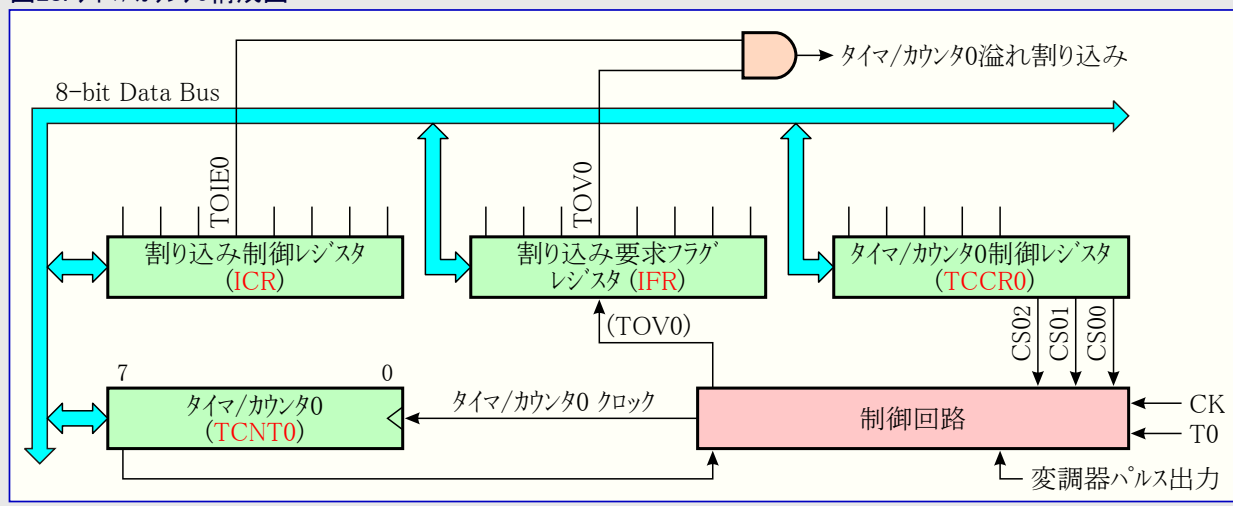 タイマ/カウンタ0溢れ割り込み
8-bit Data Bus
TOIE0
TOV0
割り込み制御レジスタ
(ICR)
割り込み要求フラグ
レジスタ (IFR)
タイマ/カウンタ0制御レジスタ
(TCCR0)
(TOV0)
CS02
CS01
CS00
7
0
タイマ/カウンタ0
(TCNT0)
タイマ/カウンタ0 クロック
制御回路
CK
T0
変調器パルス出力